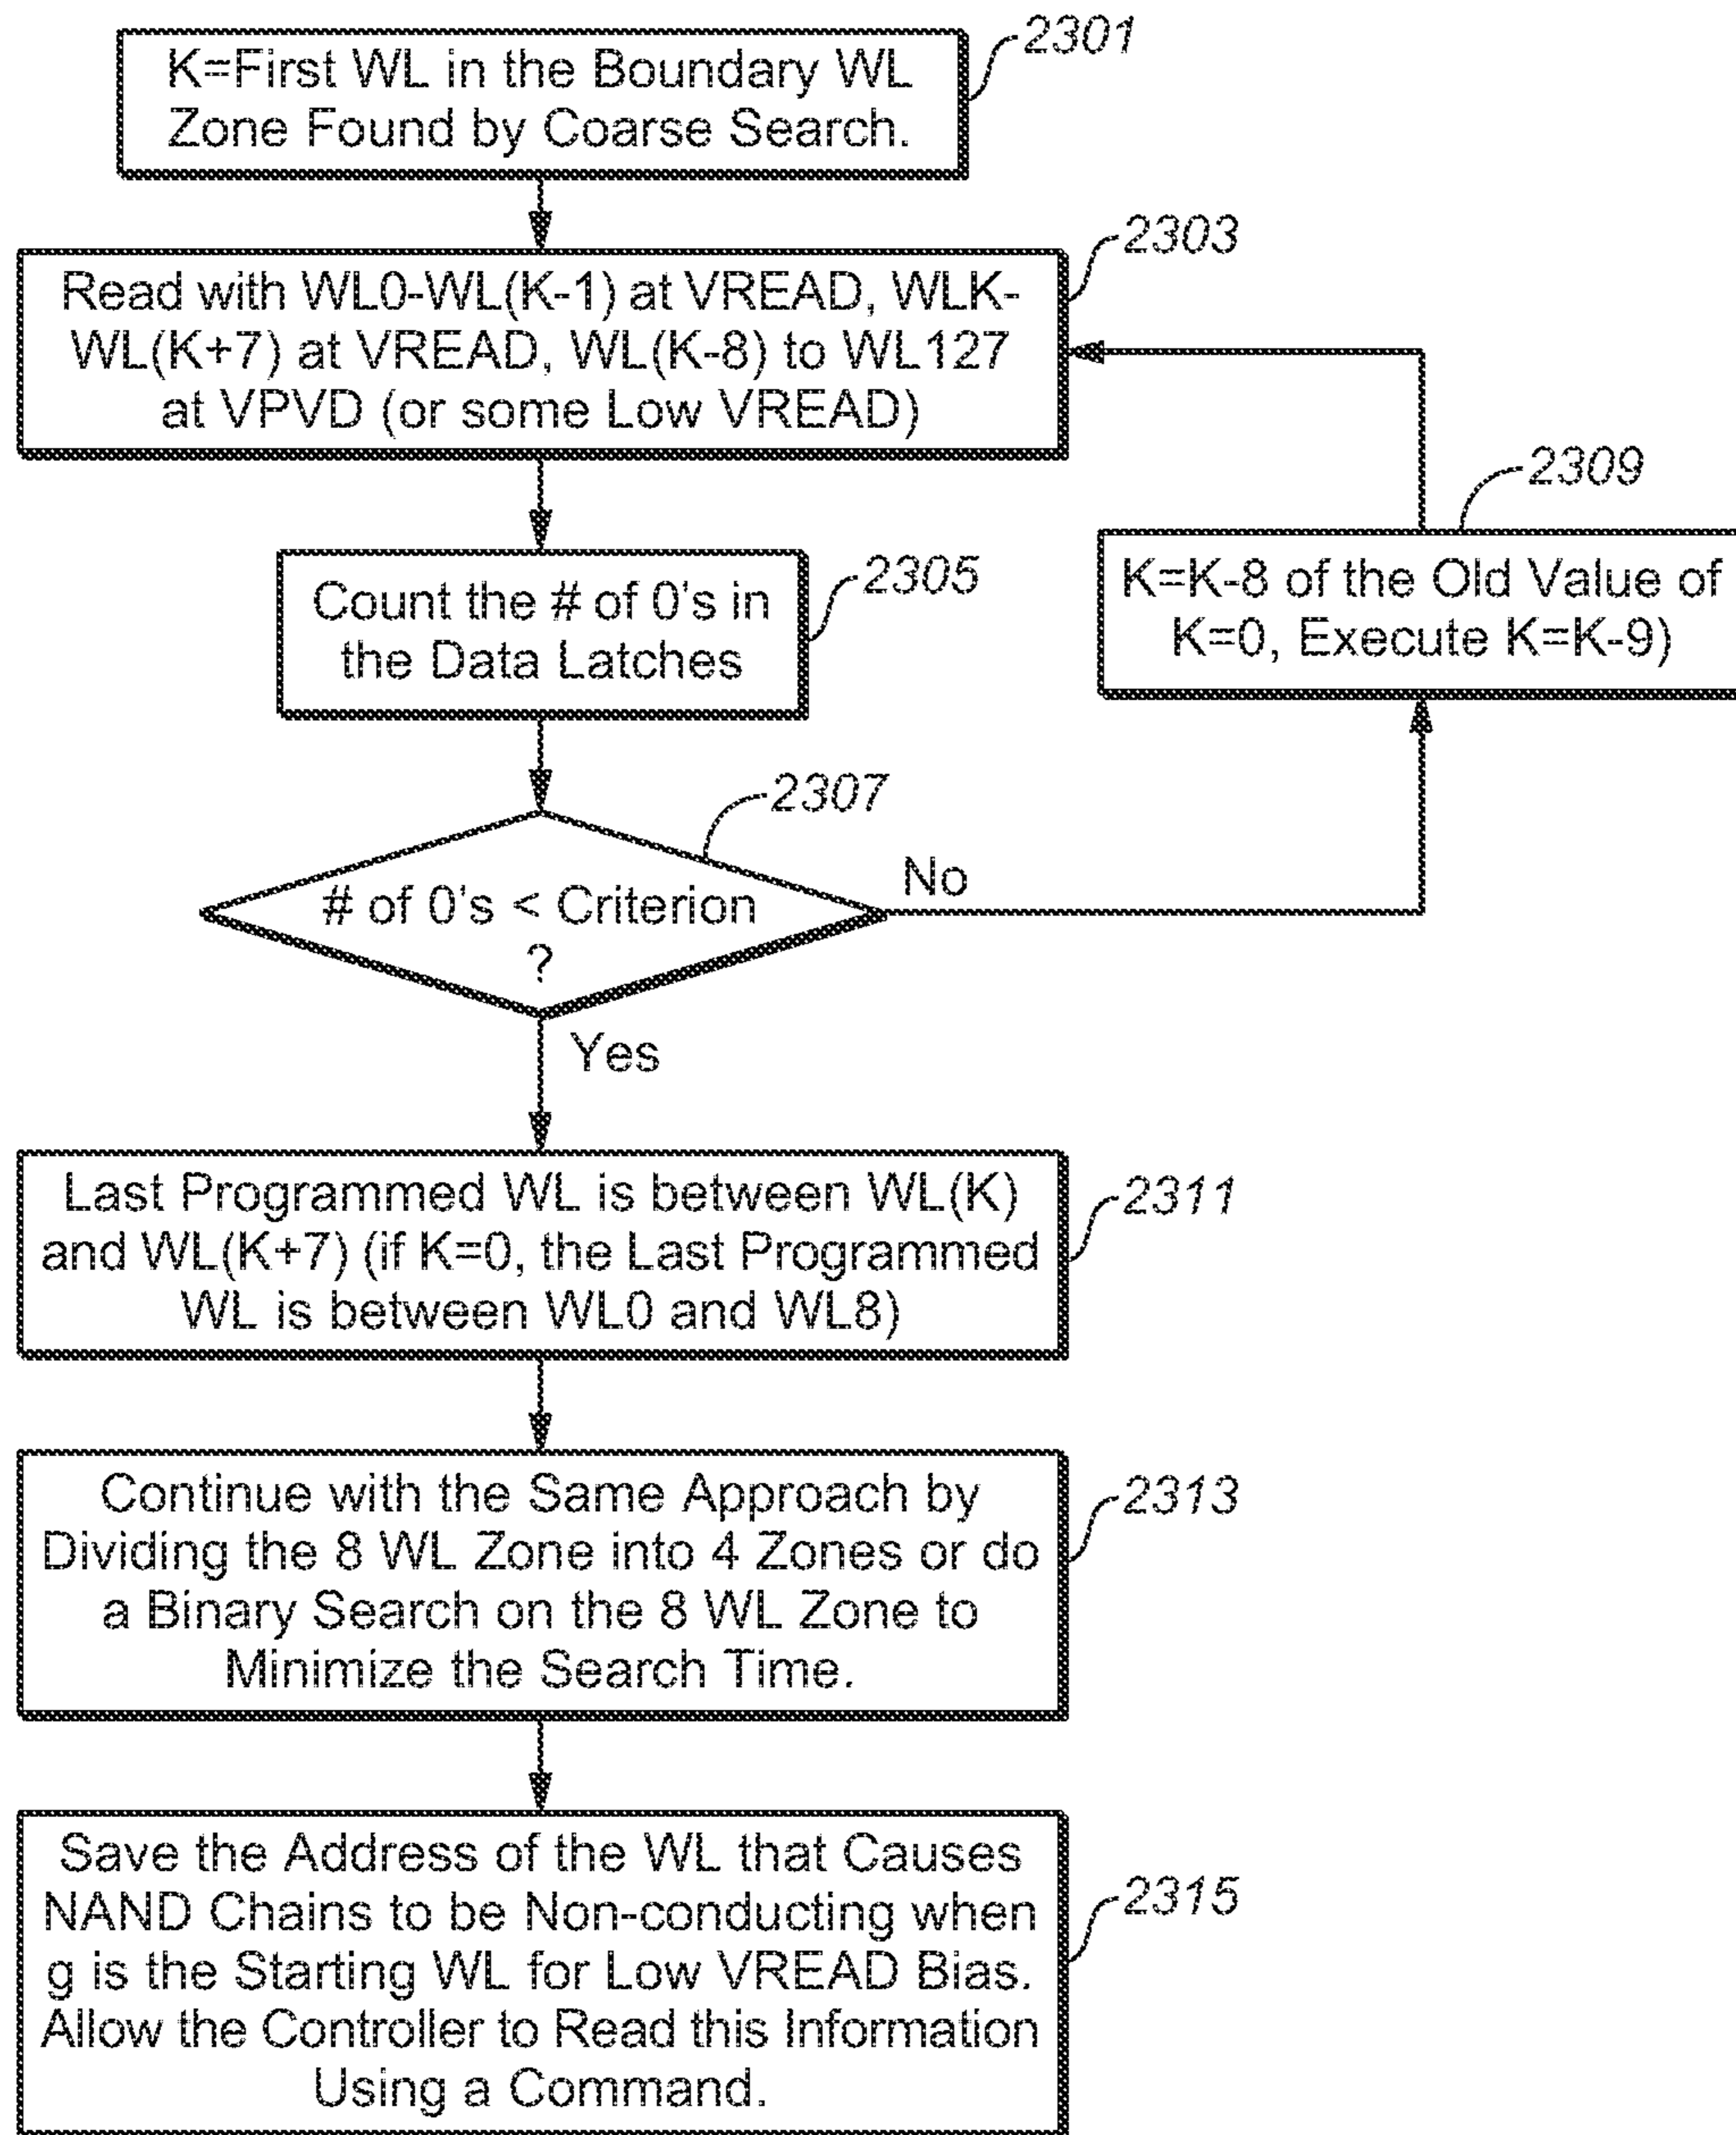 K=First WL in the Boundary WL
Zone Found by Coarse Search.
2301
Read with WL0-WL(K-1) at VREAD, WLK-
WL(K+7) at VREAD, WL(K-8) to WL127
at VPVD (or some Low VREAD)
2303
Count the # of 0's in
the Data Latches
2305
K=K-8 of the Old Value of
K=0, Execute K=K-9)
2309
# of 0's < Criterion
?
2307
No
Yes
Last Programmed WL is between WL(K)
and WL(K+7) (if K=0, the Last Programmed
WL is between WL0 and WL8)
2311
Continue with the Same Approach by
Dividing the 8 WL Zone into 4 Zones or do
a Binary Search on the 8 WL Zone to
Minimize the Search Time.
2313
Save the Address of the WL that Causes
NAND Chains to be Non-conducting when
g is the Starting WL for Low VREAD Bias.
Allow the Controller to Read this Information
Using a Command.
2315